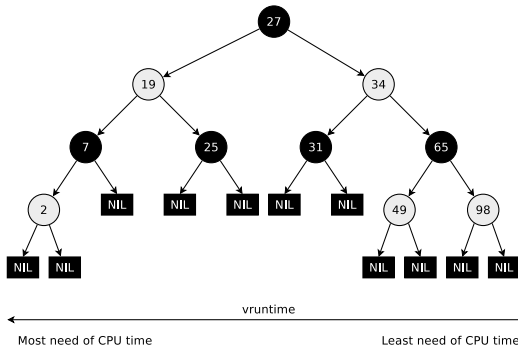 27
19
34
7
25
31
65
2
NIL
NIL
NIL
NIL
NIL
49
98
NIL
NIL
NIL
NIL
NIL
NIL
vruntime
Most need of CPU time
Least need of CPU time